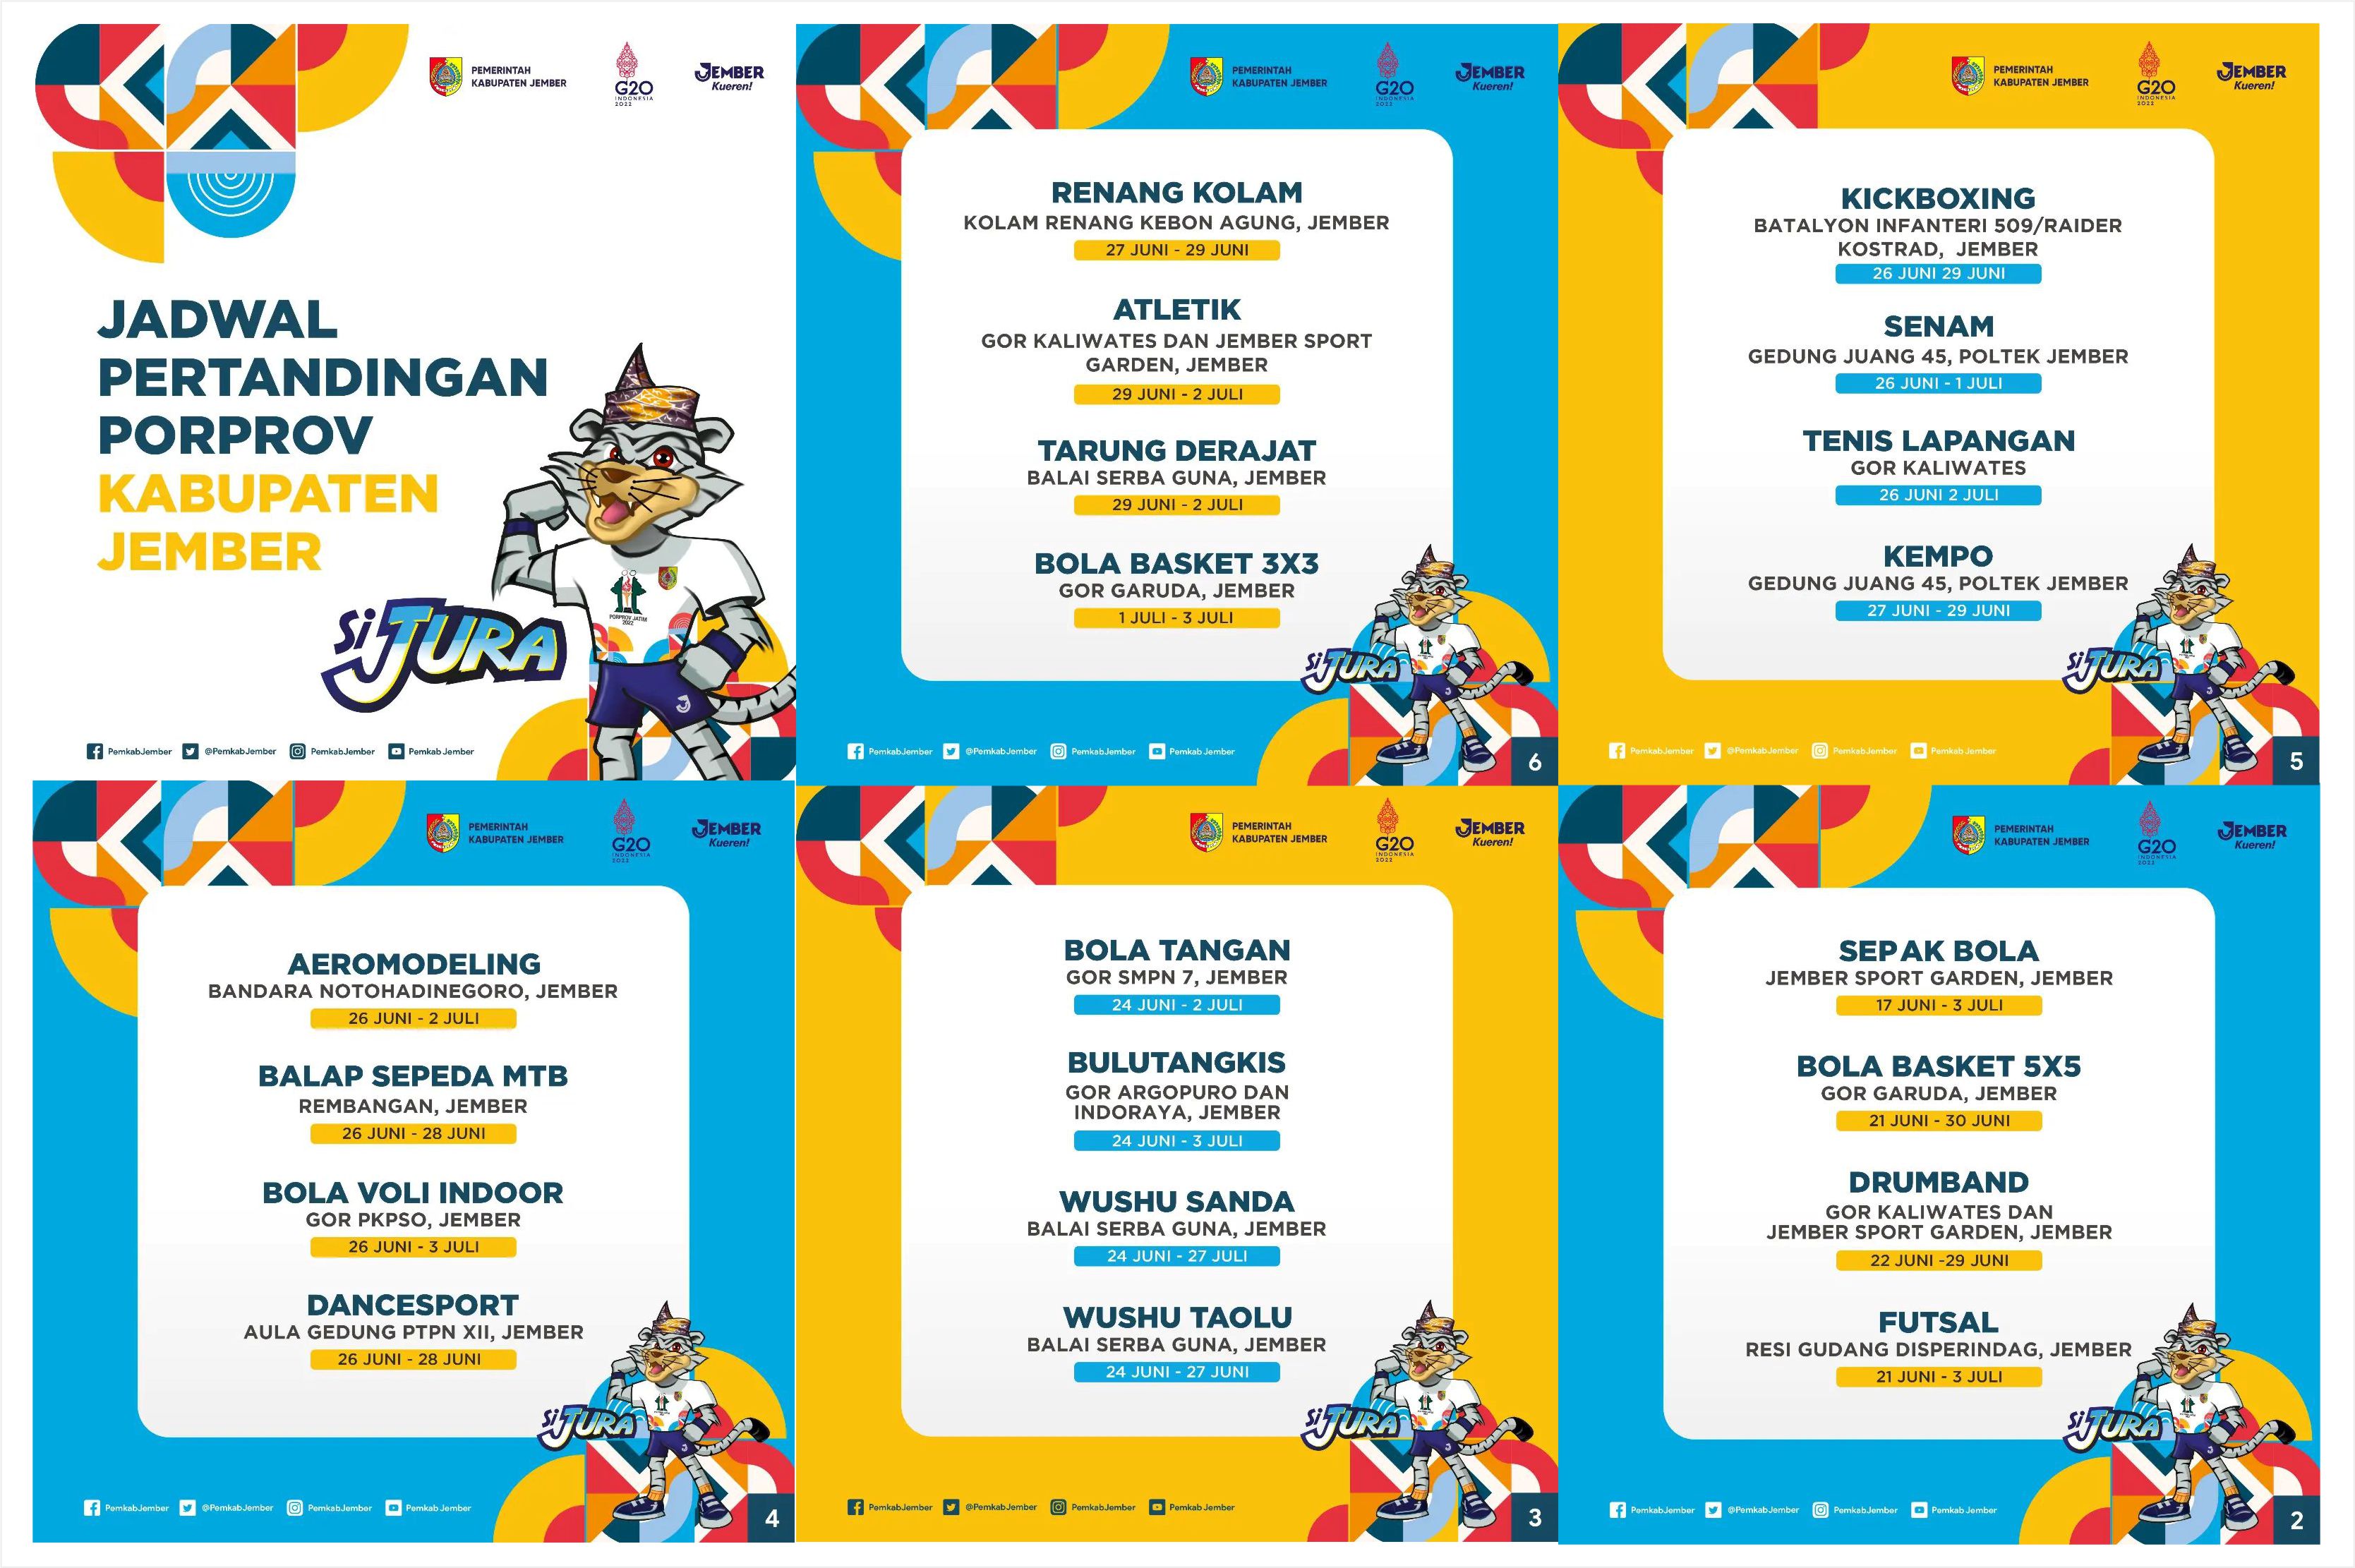 PEMERINTAH
KABUPATEN JEMBER
G20
INDONESIA
2022
JEMBER
Kueren!
JADWAL
PERTANDINGAN
PORPROV
KABUPATEN
JEMBER
Si JURA
PORPROV JATIM
2022
PemkabJember @PemkabJember PemkabJember Pemkab Jember
PEMERINTAH
KABUPATEN JEMBER
G20
INDONESIA
2022
JEMBER
Kueren!
RENANG KOLAM
KOLAM RENANG KEBON AGUNG, JEMBER
27 JUNI - 29 JUNI
ATLETIK
GOR KALIWATES DAN JEMBER SPORT
GARDEN, JEMBER
29 JUNI - 2 JULI
TARUNG DERAJAT
BALAI SERBA GUNA, JEMBER
29 JUNI - 2 JULI
BOLA BASKET 3X3
GOR GARUDA, JEMBER
1 JULI - 3 JULI
Si JURA
PemkabJember @PemkabJember PemkabJember Pemkab Jember
6
PEMERINTAH
KABUPATEN JEMBER
G20
INDONESIA
2022
JEMBER
Kueren!
KICKBOXING
BATALYON INFANTERI 509/RAIDER
KOSTRAD, JEMBER
26 JUNI 29 JUNI
SENAM
GEDUNG JUANG 45, POLTEK JEMBER
26 JUNI - 1 JULI
TENIS LAPANGAN
GOR KALIWATES
26 JUNI 2 JULI
KEMPO
GEDUNG JUANG 45, POLTEK JEMBER
27 JUNI - 29 JUNI
Si JURA
PemkabJember @PemkabJember PemkabJember Pemkab Jember
5
PEMERINTAH
KABUPATEN JEMBER
G20
INDONESIA
2022
JEMBER
Kueren!
AEROMODELING
BANDARA NOTOHADINEGORO, JEMBER
26 JUNI - 2 JULI
BALAP SEPEDA MTB
REMBANGAN, JEMBER
26 JUNI - 28 JUNI
BOLA VOLI INDOOR
GOR PKPSO, JEMBER
26 JUNI - 3 JULI
DANCESPORT
AULA GEDUNG PTPN XII, JEMBER
26 JUNI - 28 JUNI
Si JURA
PemkabJember @PemkabJember PemkabJember Pemkab Jember
4
PEMERINTAH
KABUPATEN JEMBER
G20
INDONESIA
2022
JEMBER
Kueren!
BOLA TANGAN
GOR SMPN 7, JEMBER
24 JUNI - 2 JULI
BULUTANGKIS
GOR ARGOPURO DAN
INDORAYA, JEMBER
24 JUNI - 3 JULI
WUSHU SANDA
BALAI SERBA GUNA, JEMBER
24 JUNI - 27 JULI
WUSHU TAOLU
BALAI SERBA GUNA, JEMBER
24 JUNI - 27 JUNI
Si JURA
PemkabJember @PemkabJember PemkabJember Pemkab Jember
3
PEMERINTAH
KABUPATEN JEMBER
G20
INDONESIA
2022
JEMBER
Kueren!
SEPAK BOLA
JEMBER SPORT GARDEN, JEMBER
17 JUNI - 3 JULI
BOLA BASKET 5X5
GOR GARUDA, JEMBER
21 JUNI - 30 JUNI
DRUMBAND
GOR KALIWATES DAN
JEMBER SPORT GARDEN, JEMBER
22 JUNI -29 JUNI
FUTSAL
RESI GUDANG DISPERINDAG, JEMBER
21 JUNI - 3 JULI
Si JURA
PemkabJember @PemkabJember PemkabJember Pemkab Jember
2